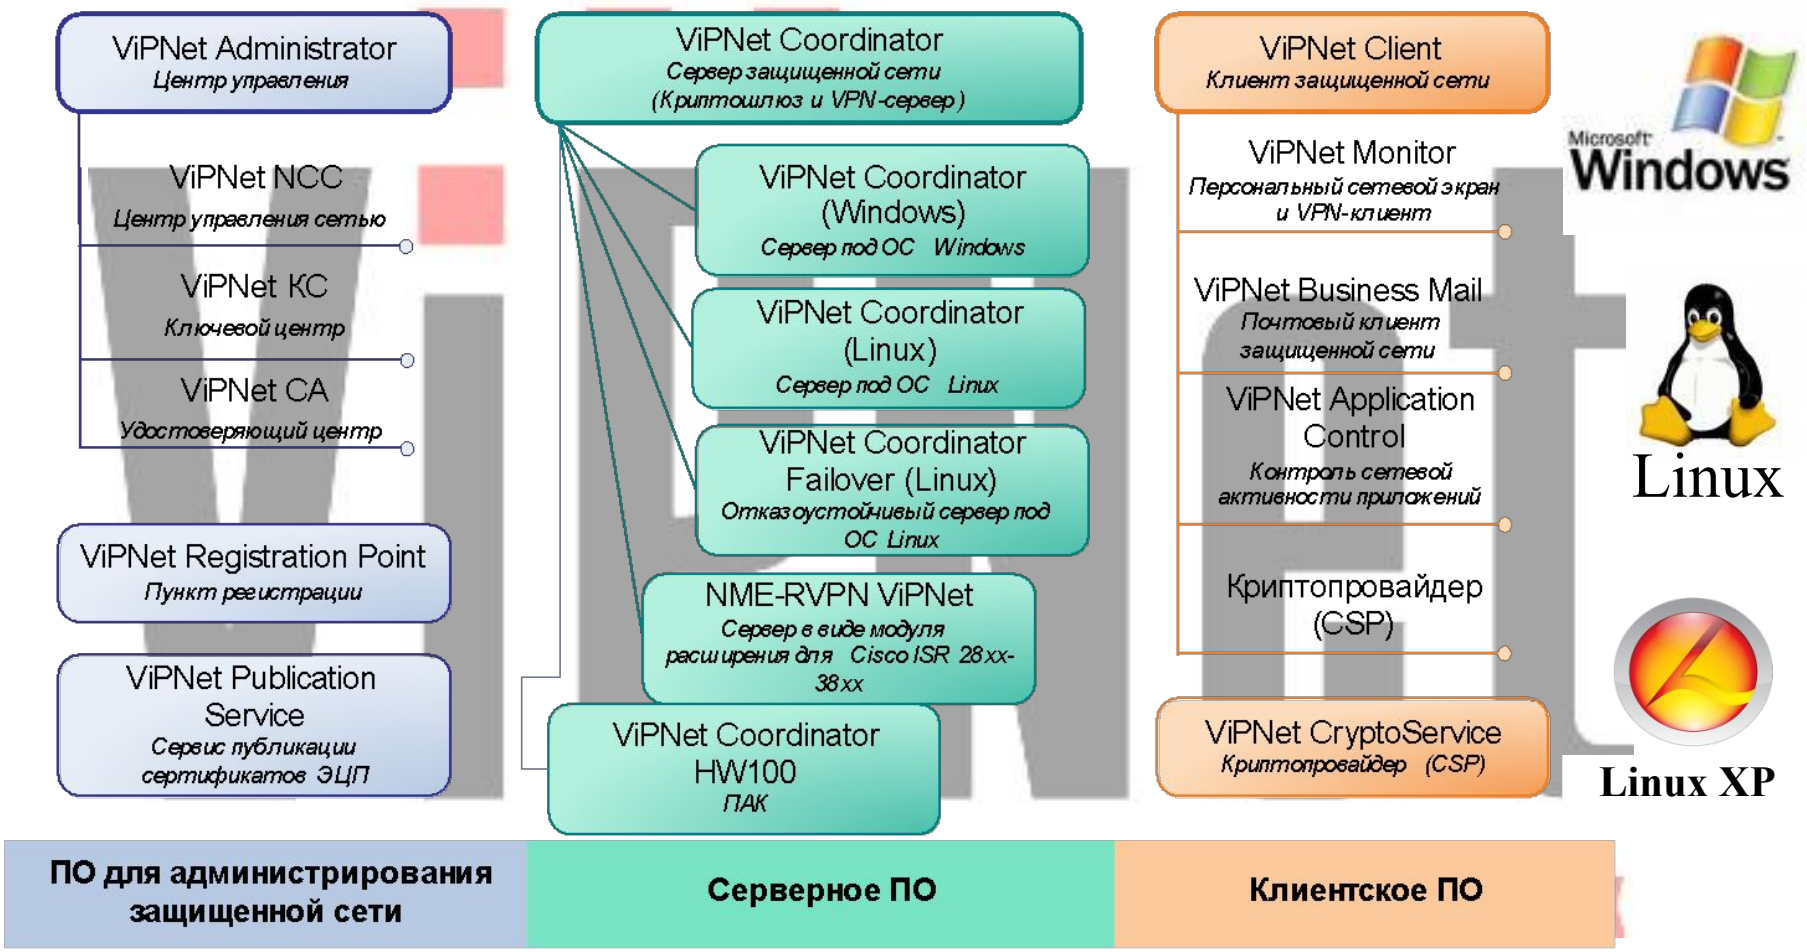 ViPNet Administrator
Центр управления
ViPNet NCC
Центр управления сетью
ViPNet KC
Ключевой центр
ViPNet CA
Удостоверяющий центр
ViPNet Registration Point
Пункт регистрации
ViPNet Publication
Service
Сервис публикации
сертификатов ЭЦП
ПО для администрирования
защищенной сети
ViPNet Coordinator
Сервер защищенной сети
(Криптошлюз и VPN-сервер)
ViPNet Coordinator
(Windows)
Сервер под ОС Windows
ViPNet Coordinator
(Linux)
Сервер под ОС Linux
ViPNet Coordinator
Failover (Linux)
Отказоустойчивый сервер под
ОС Linux
NME-RVPN ViPNet
Сервер в виде модуля
расширения для Cisco ISR 28xx-
38xx
ViPNet Coordinator
HW100
ПАК
Серверное ПО
ViPNet Client
Клиент защищенной сети
ViPNet Monitor
Персональный сетевой экран
и VPN-клиент
ViPNet Business Mail
Почтовый клиент
защищенной сети
ViPNet Application
Control
Контроль сетевой
активности приложений
Криптопровайдер
(CSP)
ViPNet CryptoService
Криптопровайдер (CSP)
Клиентское ПО
Microsoft
Windows
Linux
Linux XP
ViPNet